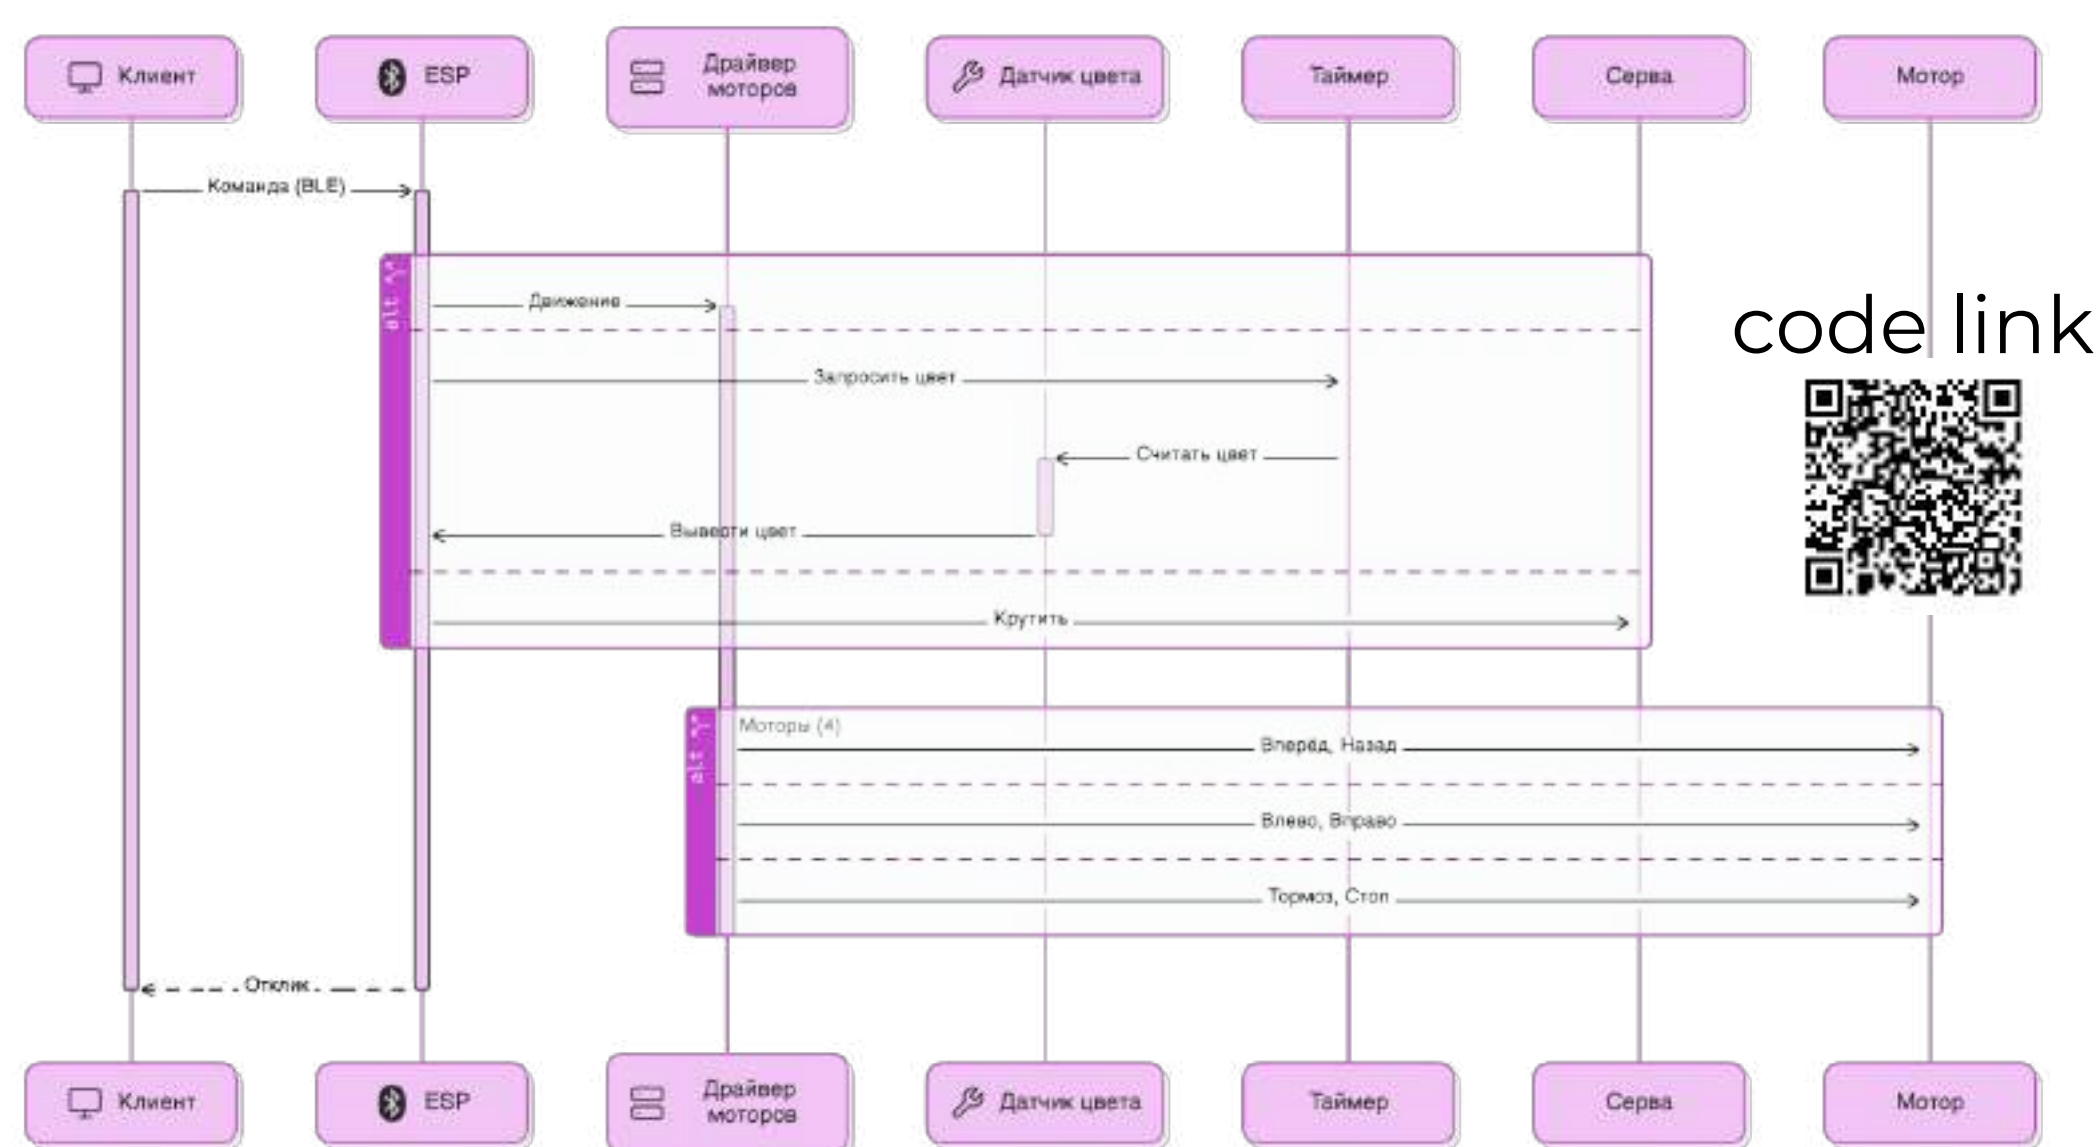 Клиент
ESP
Драйвер
моторов
Датчик цвета
Таймер
Серва
Мотор
Команда (BLE)
alt
Движение
code link
Запросить цвет
Считать цвет
Вывести цвет
Крутить
alt
Моторы (4)
Вперёд, Назад
Влево, Вправо
Тормоз, Стоп
Отклик
Клиент
ESP
Драйвер
моторов
Датчик цвета
Таймер
Серва
Мотор